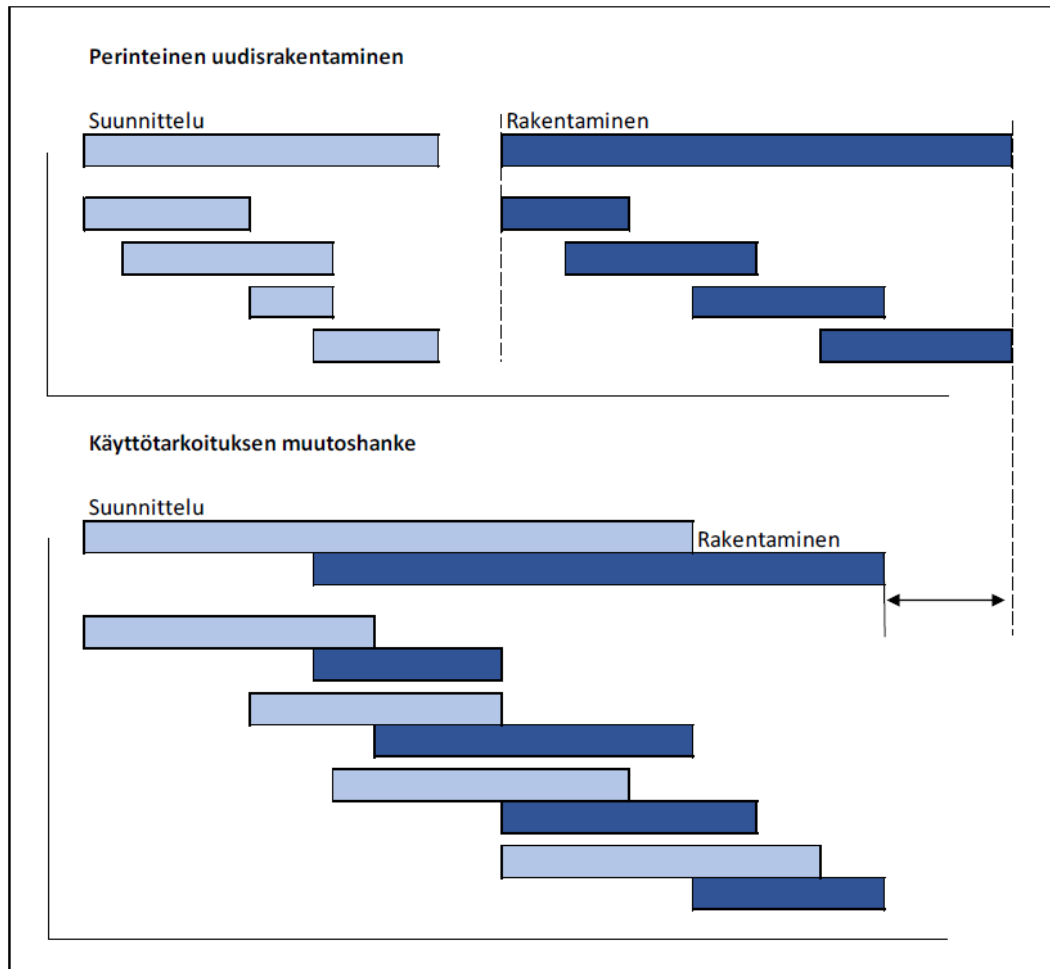 Perinteinen uudisrakentaminen
Suunnittelu
Rakentaminen
Käyttötarkoituksen muutoshanke
Suunnittelu
Rakentaminen